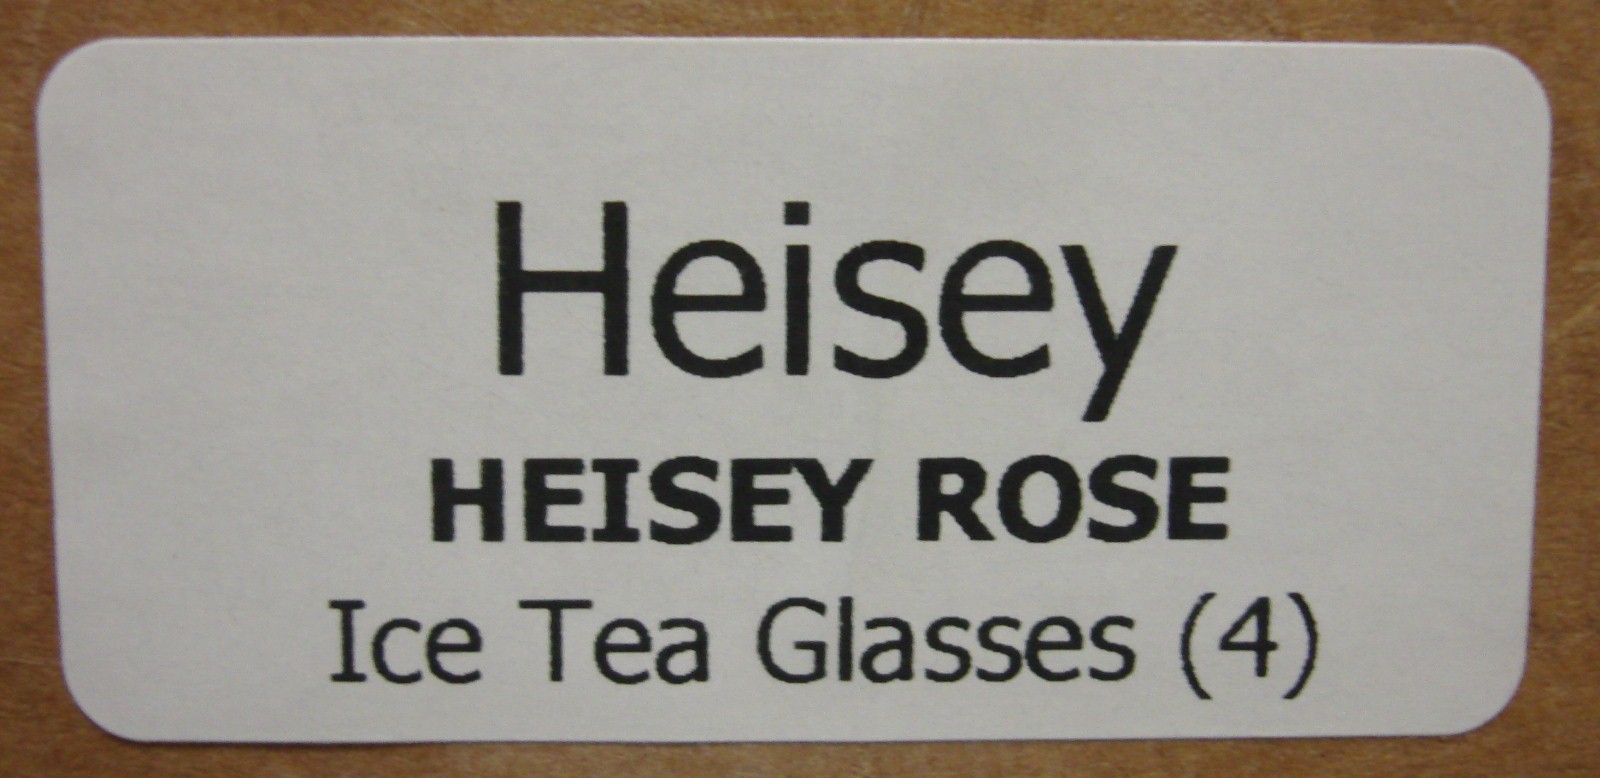 Heisey
HEISEY ROSE
Ice Tea Glasses (4)